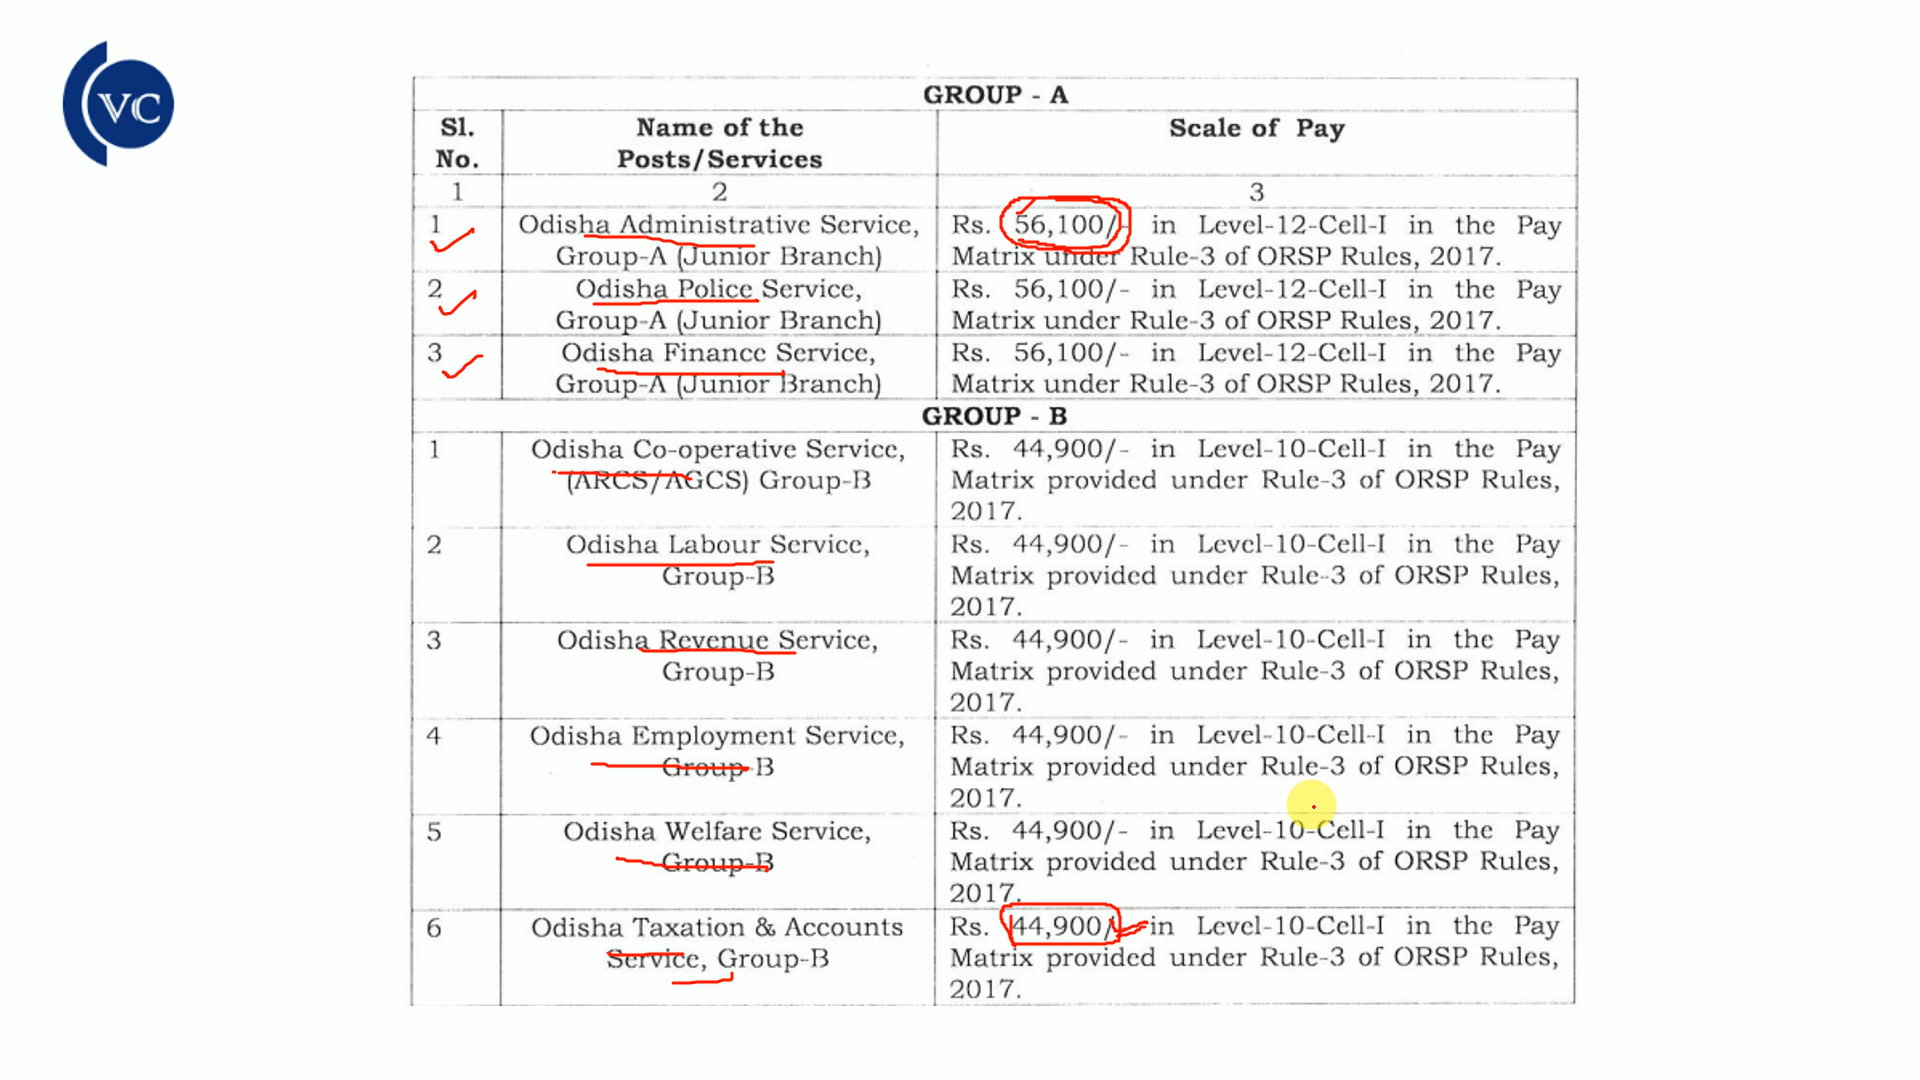 VC
GROUP - A
Sl. No.
Name of the Posts/Services
Scale of Pay
1
2
3
1
Odisha Administrative Service,
Group-A (Junior Branch)
Rs. 56,100/- in Level-12-Cell-I in the Pay
Matrix under Rule-3 of ORSP Rules, 2017.
2
Odisha Police Service,
Group-A (Junior Branch)
Rs. 56,100/- in Level-12-Cell-I in the Pay
Matrix under Rule-3 of ORSP Rules, 2017.
3
Odisha Finance Service,
Group-A (Junior Branch)
Rs. 56,100/- in Level-12-Cell-I in the Pay
Matrix under Rule-3 of ORSP Rules, 2017.
GROUP - B
1
Odisha Co-operative Service,
(ARCS/AGCS) Group-B
Rs. 44,900/- in Level-10-Cell-I in the Pay
Matrix provided under Rule-3 of ORSP Rules,
2017.
2
Odisha Labour Service,
Group-B
Rs. 44,900/- in Level-10-Cell-I in the Pay
Matrix provided under Rule-3 of ORSP Rules,
2017.
3
Odisha Revenue Service,
Group-B
Rs. 44,900/- in Level-10-Cell-I in the Pay
Matrix provided under Rule-3 of ORSP Rules,
2017.
4
Odisha Employment Service,
Group-B
Rs. 44,900/- in Level-10-Cell-I in the Pay
Matrix provided under Rule-3 of ORSP Rules,
2017.
5
Odisha Welfare Service,
Group-B
Rs. 44,900/- in Level-10-Cell-I in the Pay
Matrix provided under Rule-3 of ORSP Rules,
2017.
6
Odisha Taxation & Accounts
Service, Group-B
Rs. 44,900/- in Level-10-Cell-I in the Pay
Matrix provided under Rule-3 of ORSP Rules,
2017.